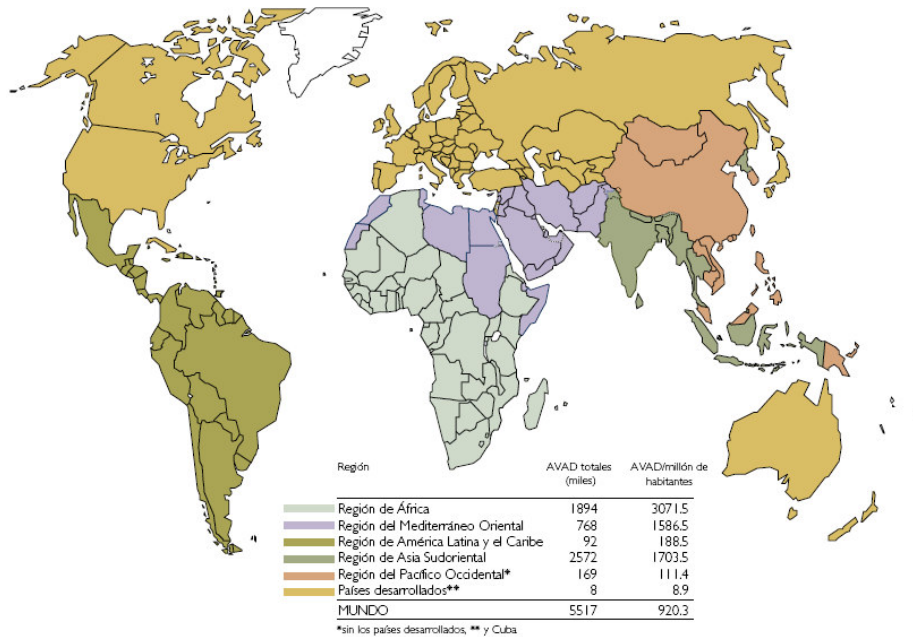 Región AVAD totales (miles) AVAD/millón de habitantes
Región de África 1894 3071.5
Región del Mediterráneo Oriental 768 1586.5
Región de América Latina y el Caribe 92 188.5
Región de Asia Sudoriental 2572 1703.5
Región del Pacífico Occidental* 169 111.4
Países desarrollados** 8 8.9
MUNDO 5517 920.3
*sin los países desarrollados, ** y Cuba